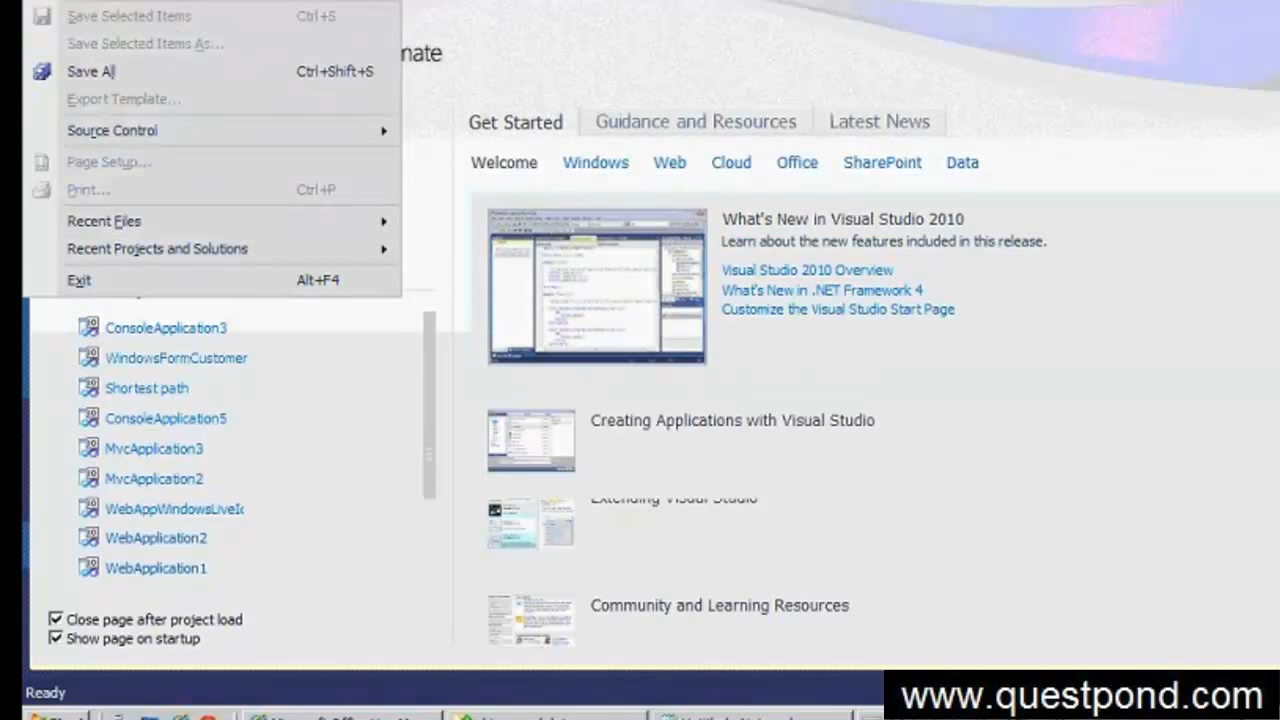 Save Selected Items Ctrl+S
Save Selected Items As...
Save All Ctrl+Shift+S
Export Template...
Source Control
Page Setup...
Print... Ctrl+P
Recent Files
Recent Projects and Solutions
Exit Alt+F4
ConsoleApplication3
WindowsFormCustomer
Shortest path
ConsoleApplication5
MvcApplication3
MvcApplication2
WebAppWindowsLiveIc
WebApplication2
WebApplication1
Close page after project load
Show page on startup
nate
Get Started Guidance and Resources Latest News
Welcome Windows Web Cloud Office SharePoint Data
What's New in Visual Studio 2010
Learn about the new features included in this release.
Visual Studio 2010 Overview
What's New in .NET Framework 4
Customize the Visual Studio Start Page
Creating Applications with Visual Studio
Extending Visual Studio
Community and Learning Resources
Ready
www.questpond.com